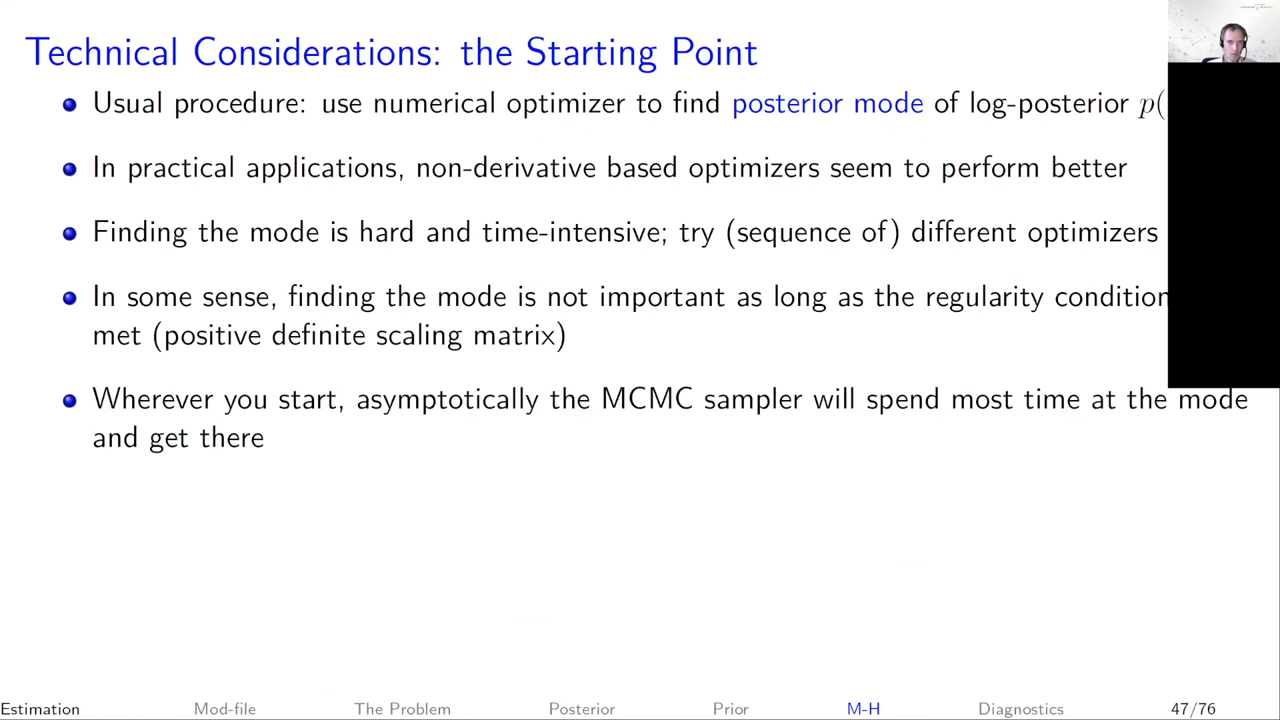 Technical Considerations: the Starting Point
Usual procedure: use numerical optimizer to find posterior mode of log-posterior p(
In practical applications, non-derivative based optimizers seem to perform better
Finding the mode is hard and time-intensive; try (sequence of) different optimizers
In some sense, finding the mode is not important as long as the regularity condition
met (positive definite scaling matrix)
Wherever you start, asymptotically the MCMC sampler will spend most time at the mode
and get there
Estimation Mod-file The Problem Posterior Prior M-H Diagnostics 47/76